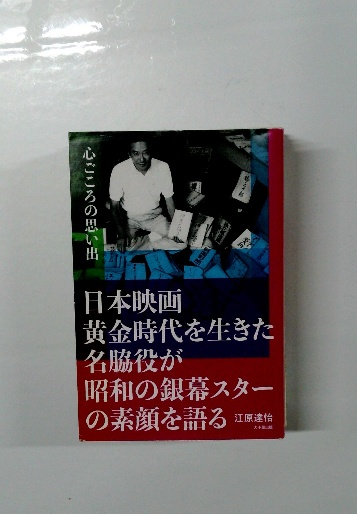 心ごころの思い出
日本映画
黄金時代を生きた
名脇役が
昭和の銀幕スター
の素顔を語る
江原達怡